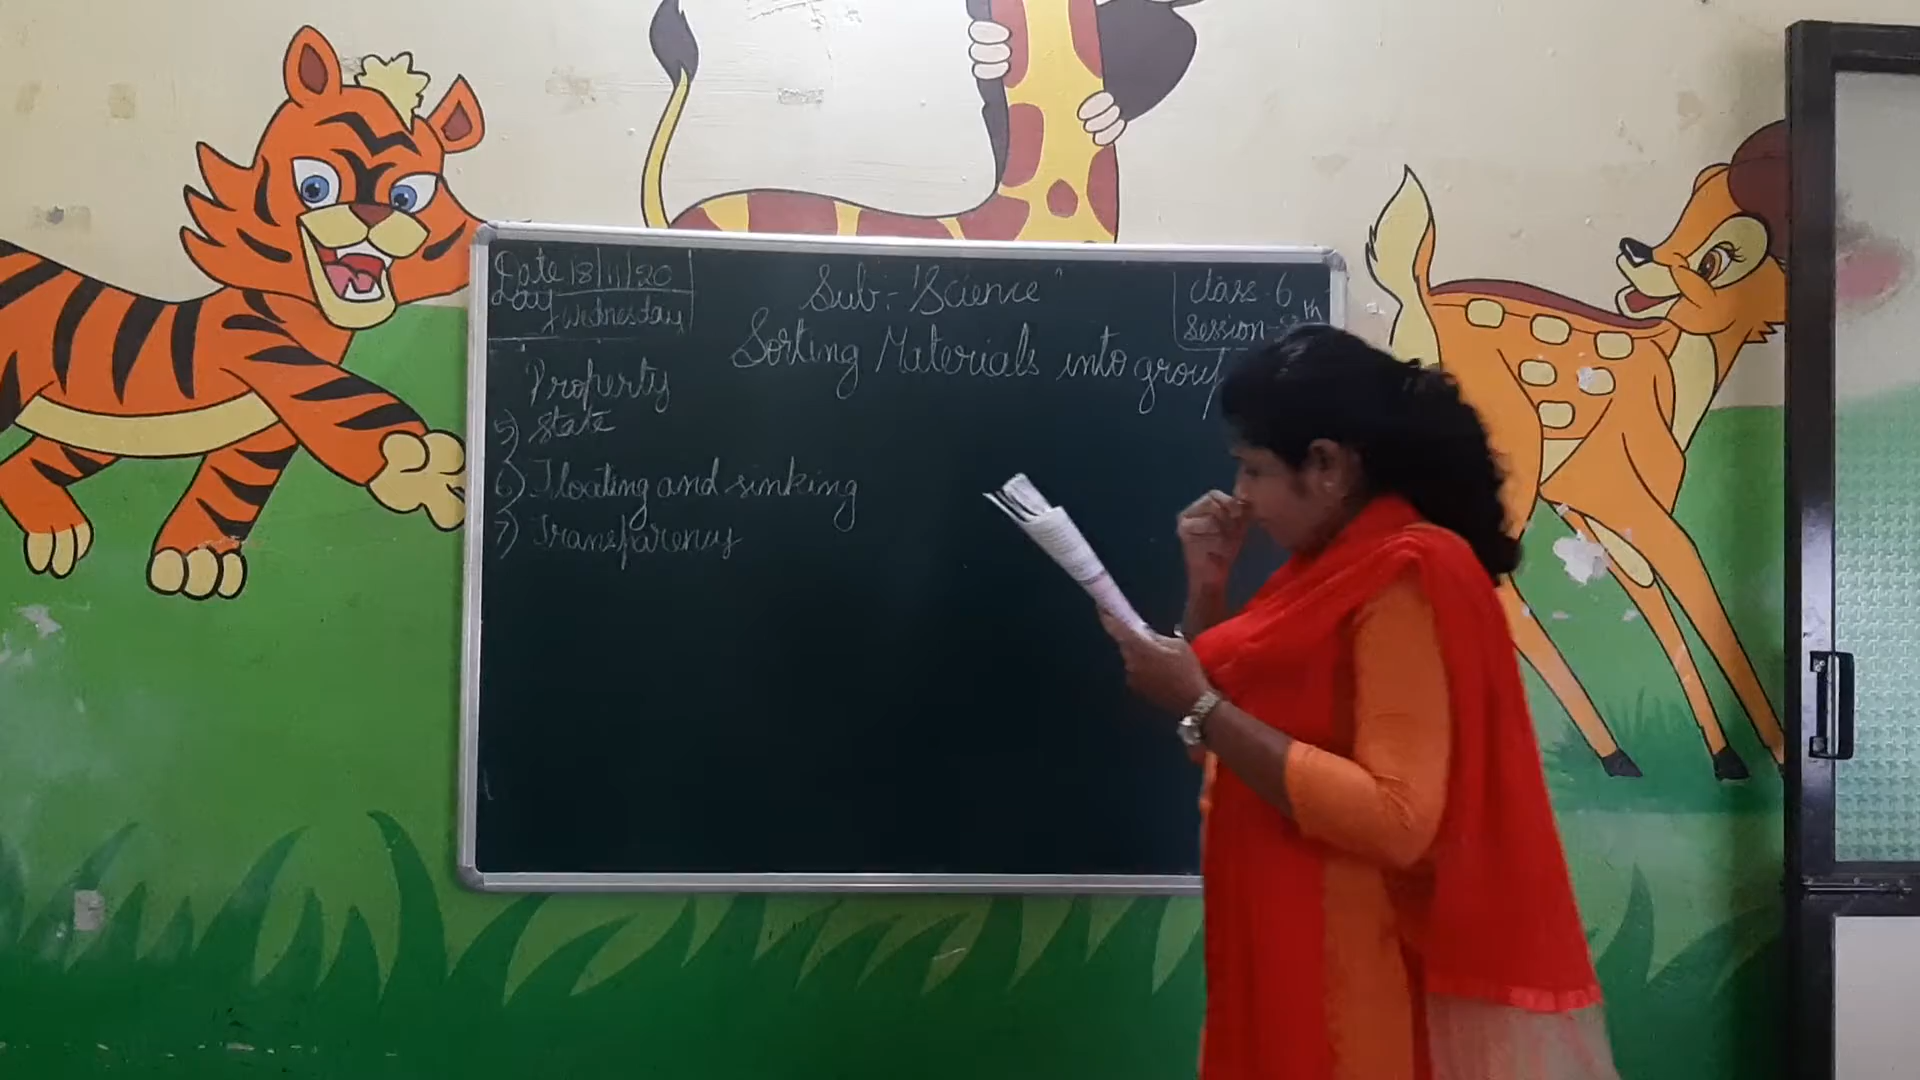 Date 18/11/20
Day Wednesday
Sub:- "Science"
Class - 6
Session-
Sorting Materials into group
Property
5) State
6) Floating and sinking
7) Transparency